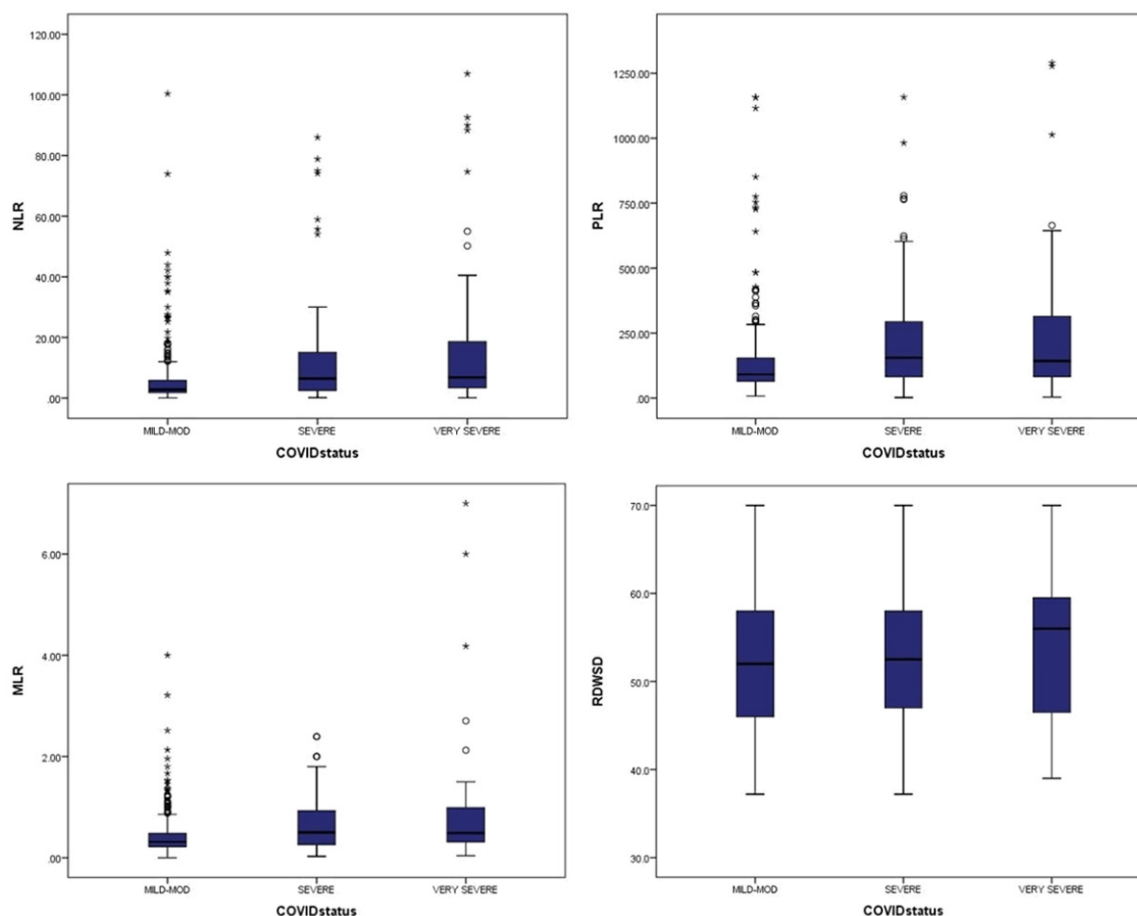 120.00
100.00
80.00
60.00
40.00
20.00
.00
NLR
MILD-MOD SEVERE VERY SEVERE
COVIDstatus
1250.00
1000.00
750.00
500.00
250.00
.00
PLR
MILD-MOD SEVERE VERY SEVERE
COVIDstatus
6.00
4.00
2.00
.00
MLR
MILD-MOD SEVERE VERY SEVERE
COVIDstatus
70.0
60.0
50.0
40.0
30.0
RDWSD
MILD-MOD SEVERE VERY SEVERE
COVIDstatus